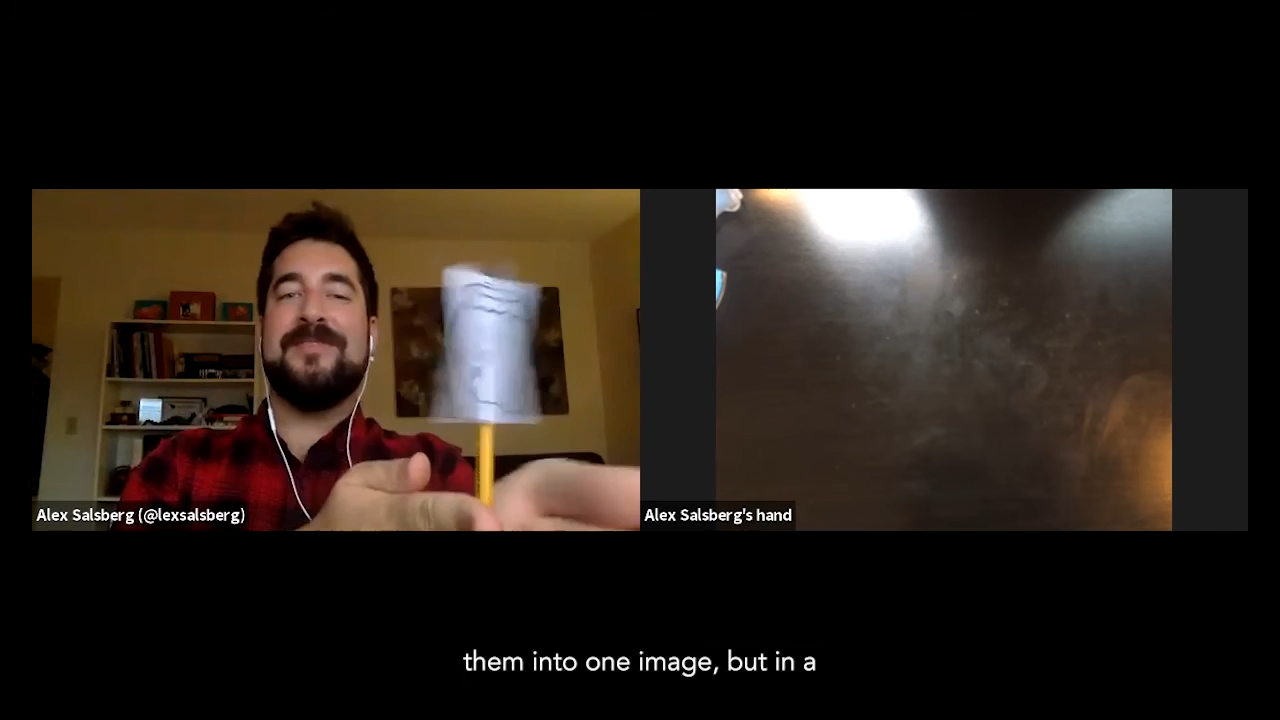 Alex Salsberg (@lexsalsberg)
Alex Salsberg's hand
them into one image, but in a